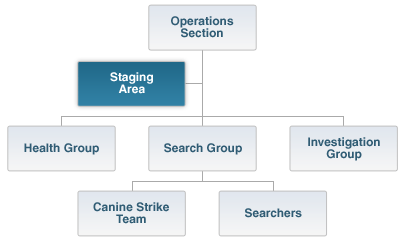 Operations
Section
Staging
Area
Health Group
Search Group
Investigation
Group
Canine Strike
Team
Searchers